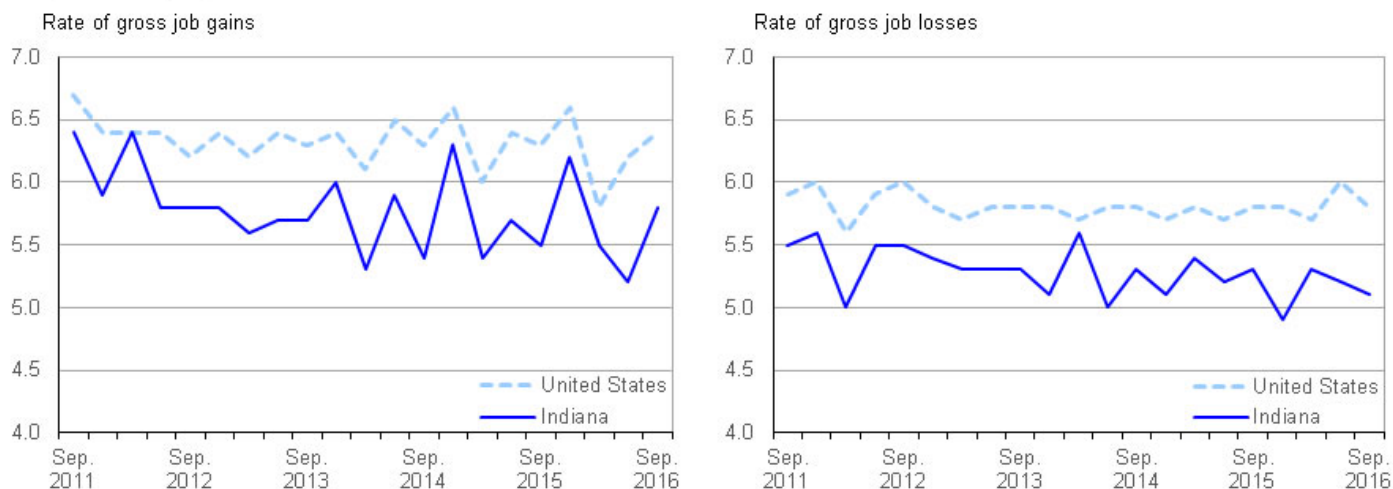 Rate of gross job gains
7.0
6.5
6.0
5.5
5.0
4.5
4.0
United States
Indiana
Sep. 2011
Sep. 2012
Sep. 2013
Sep. 2014
Sep. 2015
Sep. 2016
Rate of gross job losses
7.0
6.5
6.0
5.5
5.0
4.5
4.0
United States
Indiana
Sep. 2011
Sep. 2012
Sep. 2013
Sep. 2014
Sep. 2015
Sep. 2016